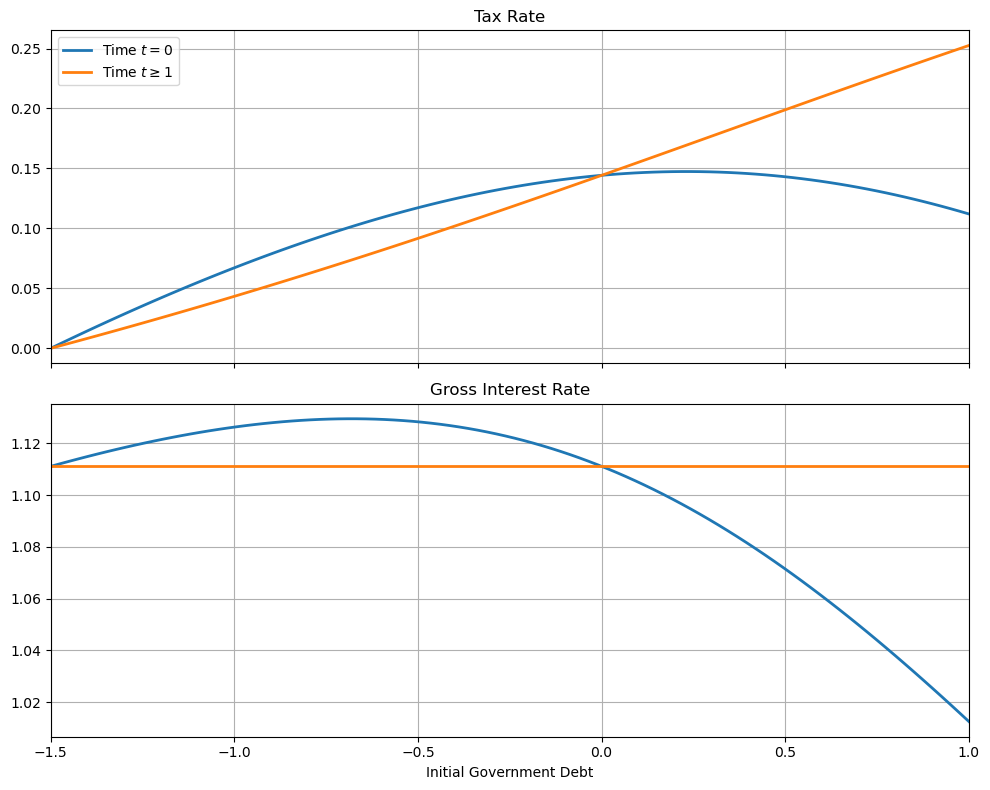 Tax Rate
0.25
0.20
0.15
0.10
0.05
0.00
Time t = 0
Time t ≥ 1
Gross Interest Rate
1.12
1.10
1.08
1.06
1.04
1.02
−1.5 −1.0 −0.5 0.0 0.5 1.0
Initial Government Debt